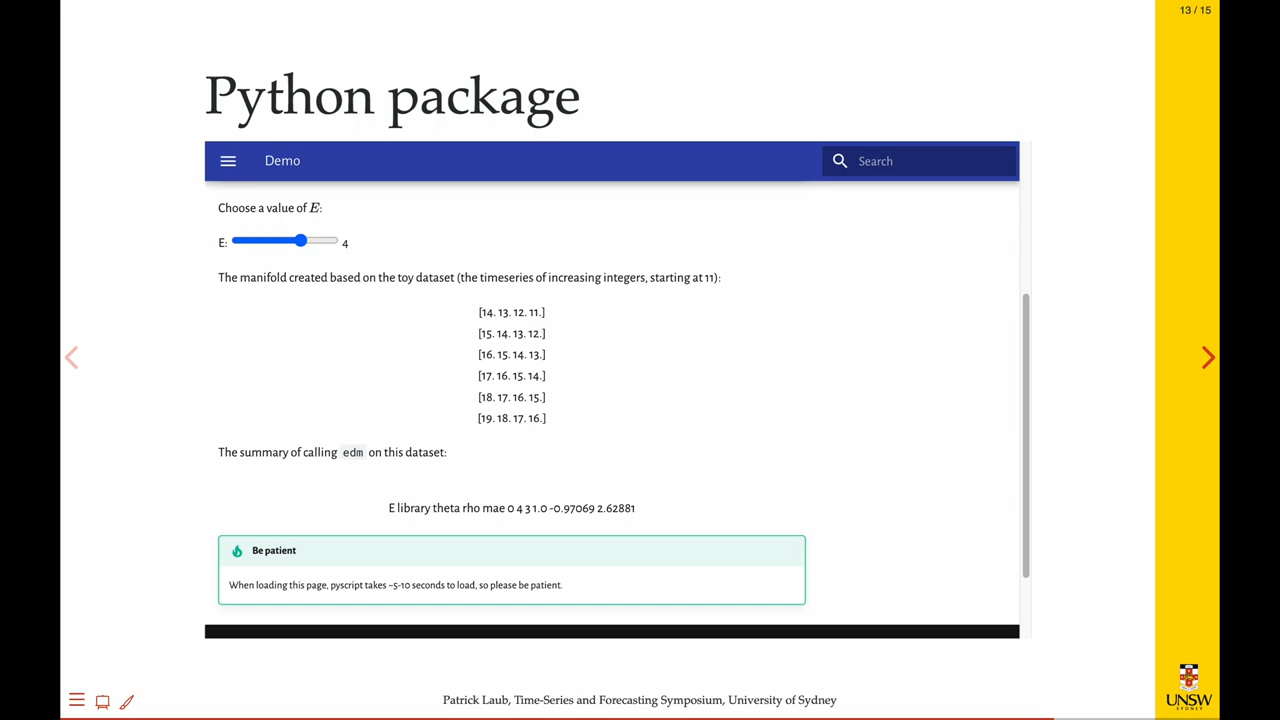 13 / 15
Python package
Demo
Search
Choose a value of E:
E: 4
The manifold created based on the toy dataset (the timeseries of increasing integers, starting at 11):
[14. 13. 12. 11.]
[15. 14. 13. 12.]
[16. 15. 14. 13.]
[17. 16. 15. 14.]
[18. 17. 16. 15.]
[19. 18. 17. 16.]
The summary of calling edm on this dataset:
E library theta rho mae 0 4 3 1.0 -0.97069 2.62881
Be patient
When loading this page, pyscript takes ~5-10 seconds to load, so please be patient.
Patrick Laub, Time-Series and Forecasting Symposium, University of Sydney
UNSW
SYDNEY